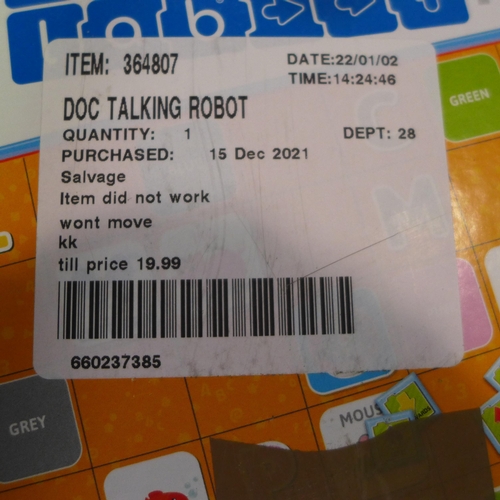 ITEM: 364807
DATE:22/01/02
TIME:14:24:46
DOC TALKING ROBOT
QUANTITY: 1
DEPT: 28
PURCHASED: 15 Dec 2021
Salvage
Item did not work
wont move
kk
till price 19.99
660237385
GREEN
GREY